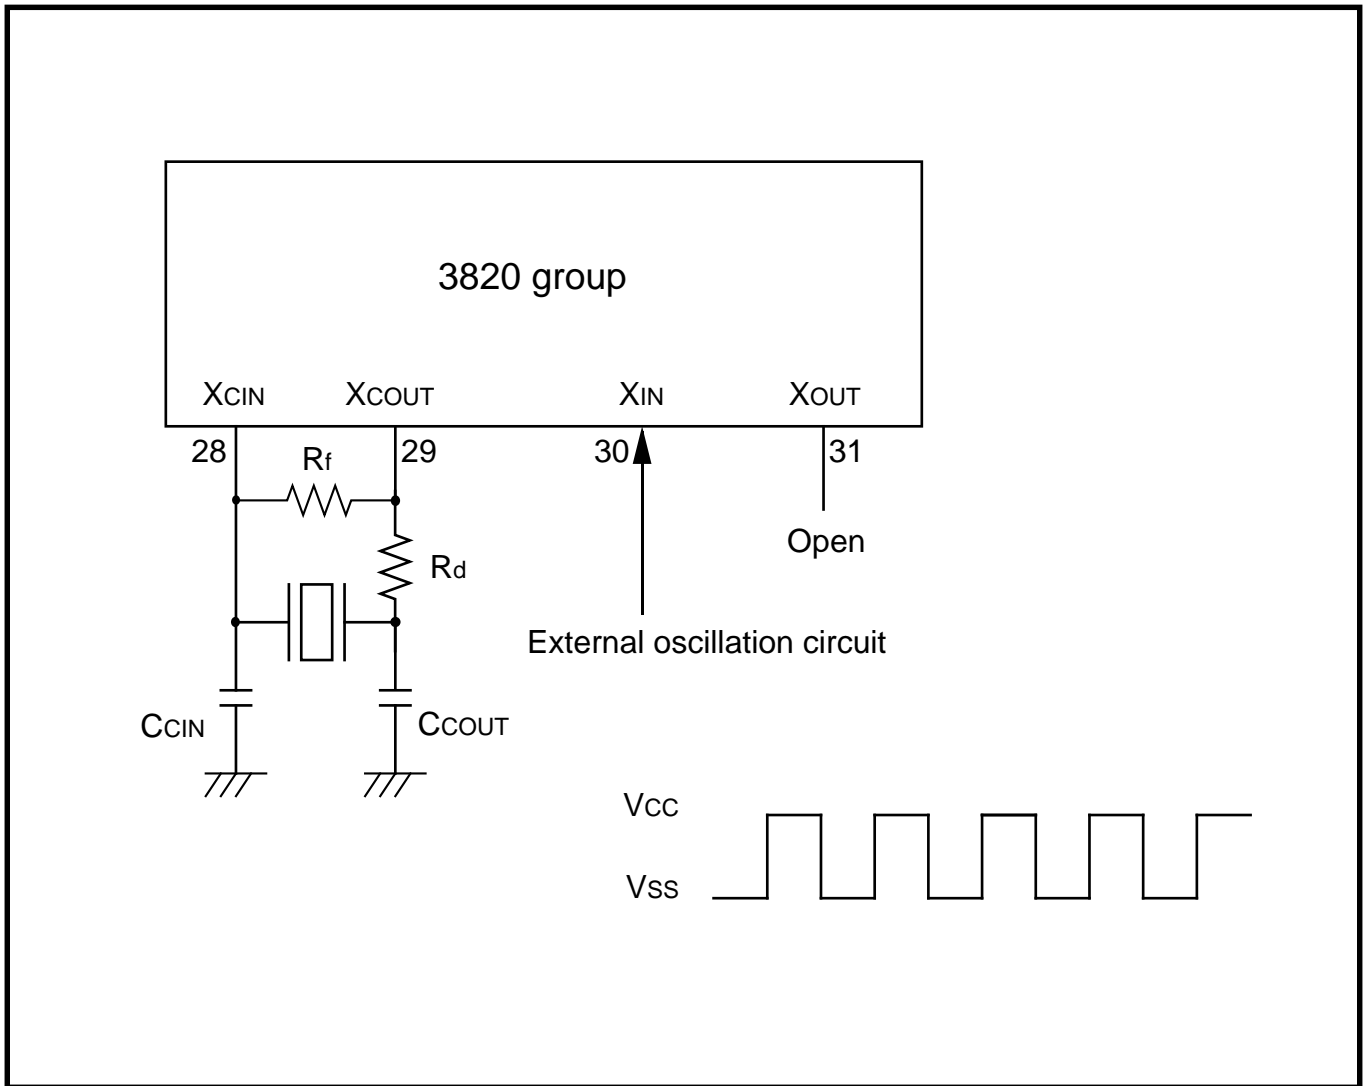 3820 group
XCIN XCOUT XIN XOUT
28 29 30 31
Rf
Open
Rd
External oscillation circuit
CCIN CCOUT
VCC
VSS